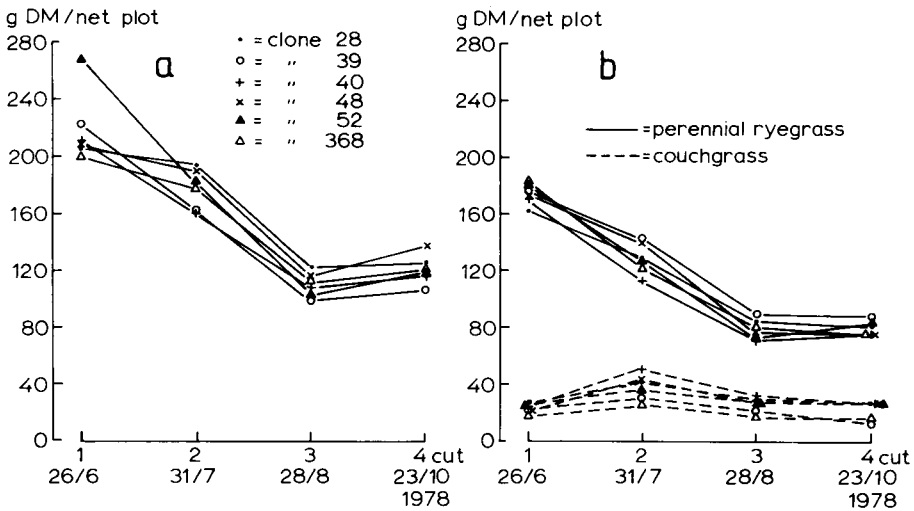 g DM/net plot
280
240
200
160
120
80
40
0
a
• = clone 28
o = " 39
+ = " 40
x = " 48
▲ = " 52
△ = " 368
1 2 3 4 cut
26/6 31/7 28/8 23/10
1978
g DM/net plot
280
240
200
160
120
80
40
0
b
=perennial ryegrass
=couchgrass
1 2 3 4 cut
26/6 31/7 28/8 23/10
1978